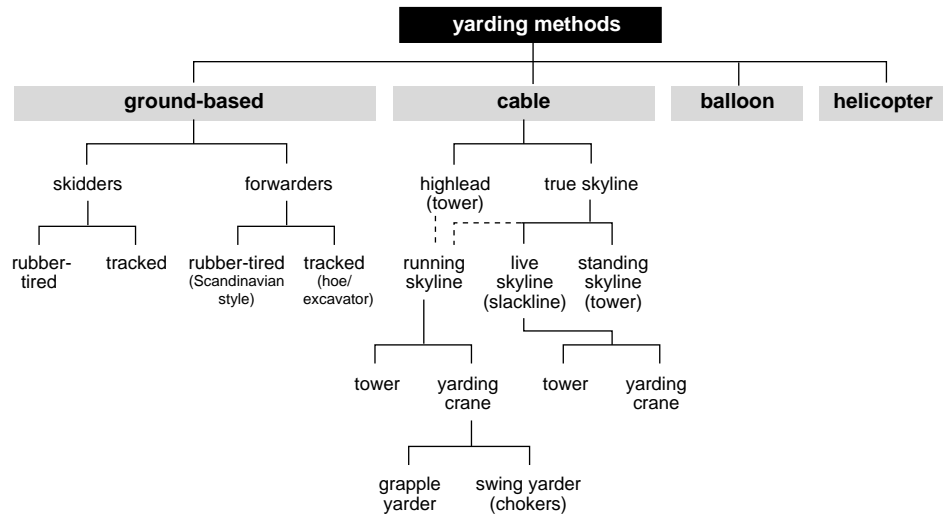 yarding methods
ground-based
cable
balloon
helicopter
skidders
forwarders
highlead
(tower)
true skyline
rubber-
tired
tracked
rubber-tired
(Scandinavian
style)
tracked
(hoe/
excavator)
running
skyline
live
skyline
(slackline)
standing
skyline
(tower)
tower
yarding
crane
tower
yarding
crane
grapple
yarder
swing yarder
(chokers)